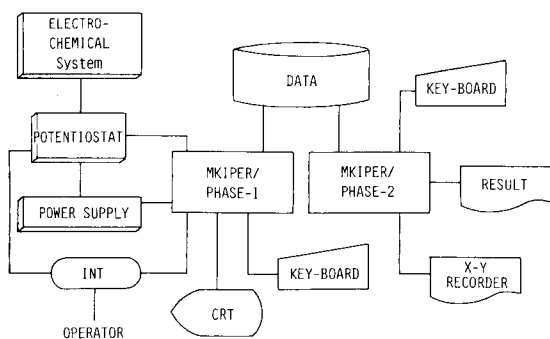 ELECTRO-
CHEMICAL
System
POTENTIOSTAT
POWER SUPPLY
INT
OPERATOR
DATA
MKIPER/
PHASE-1
KEY-BOARD
CRT
MKIPER/
PHASE-2
KEY-BOARD
RESULT
X-Y
RECORDER